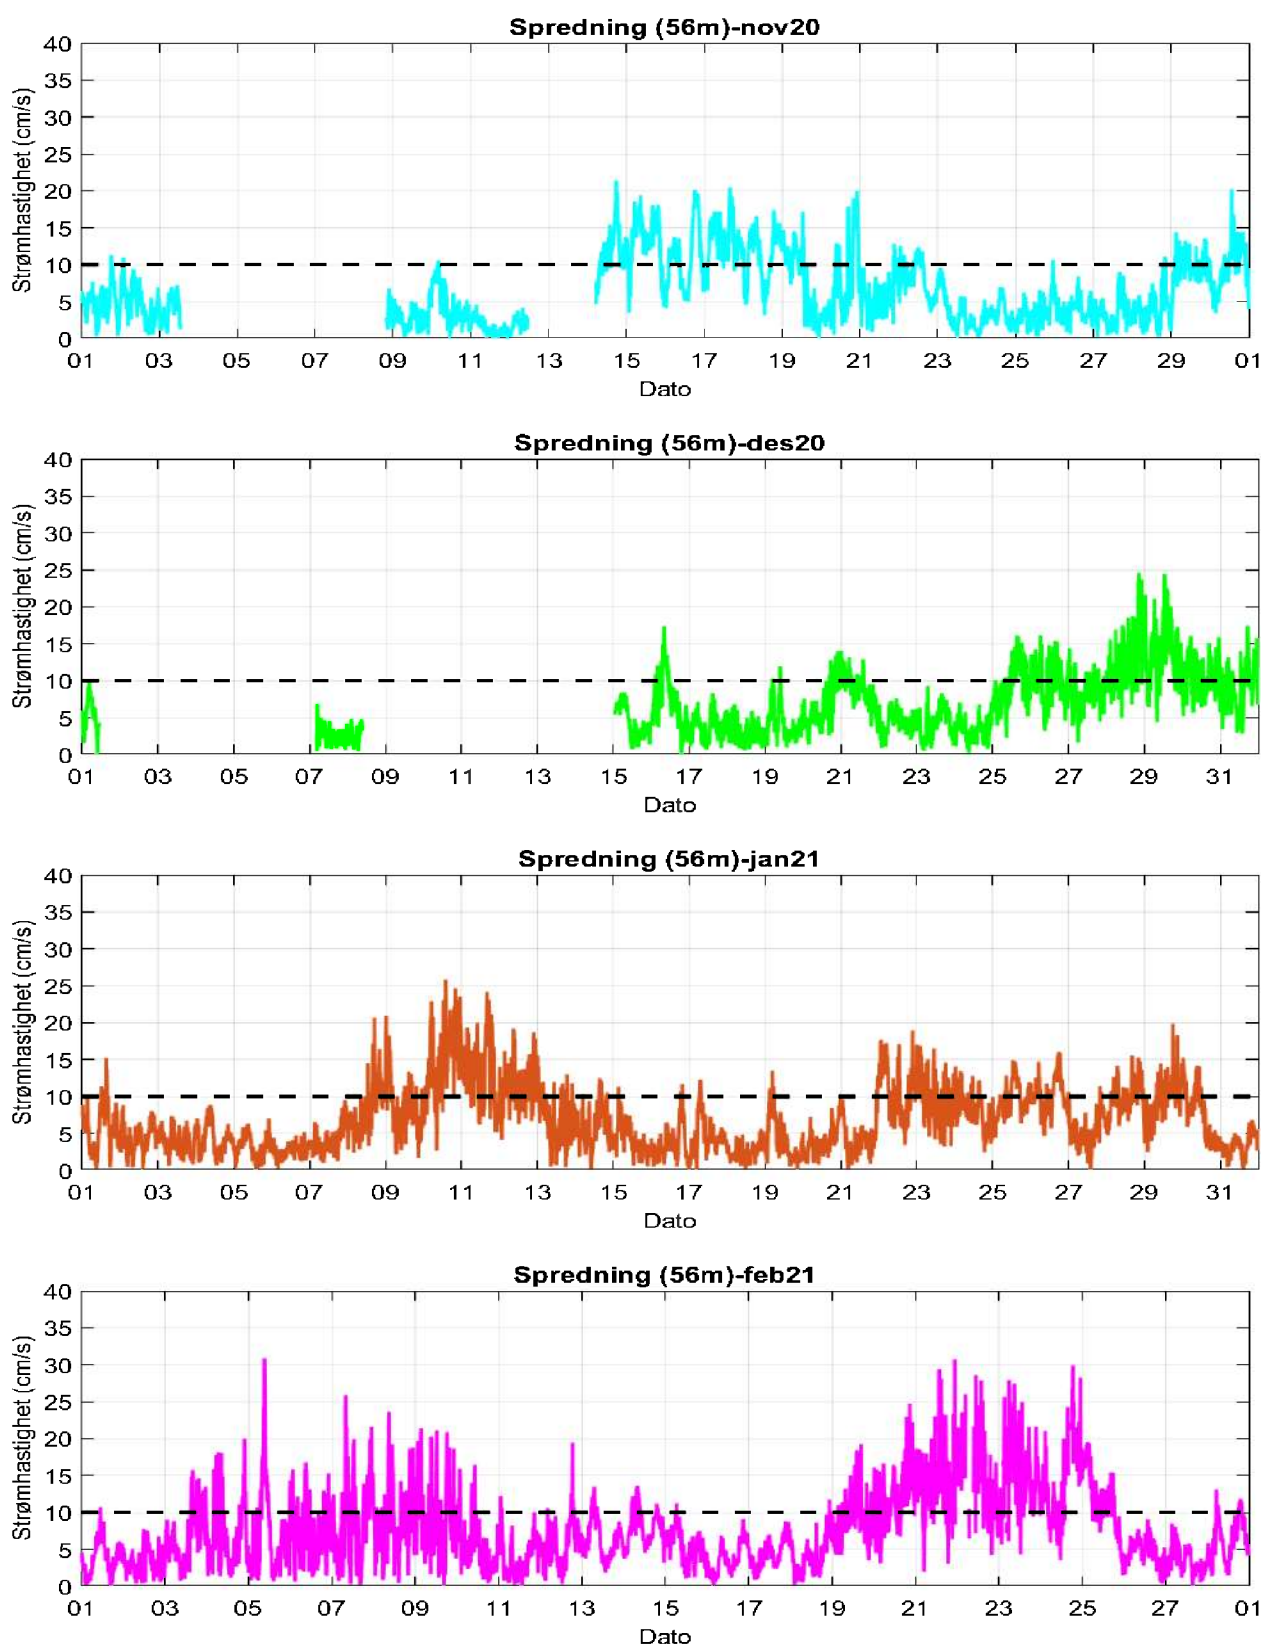 Spredning (56m)-nov20
40
35
30
25
20
15
10
5
0
Strømhastighet (cm/s)
01 03 05 07 09 11 13 15 17 19 21 23 25 27 29 01
Dato
Spredning (56m)-des20
40
35
30
25
20
15
10
5
0
Strømhastighet (cm/s)
01 03 05 07 09 11 13 15 17 19 21 23 25 27 29 31
Dato
Spredning (56m)-jan21
40
35
30
25
20
15
10
5
0
Strømhastighet (cm/s)
01 03 05 07 09 11 13 15 17 19 21 23 25 27 29 31
Dato
Spredning (56m)-feb21
40
35
30
25
20
15
10
5
0
Strømhastighet (cm/s)
01 03 05 07 09 11 13 15 17 19 21 23 25 27 01
Dato